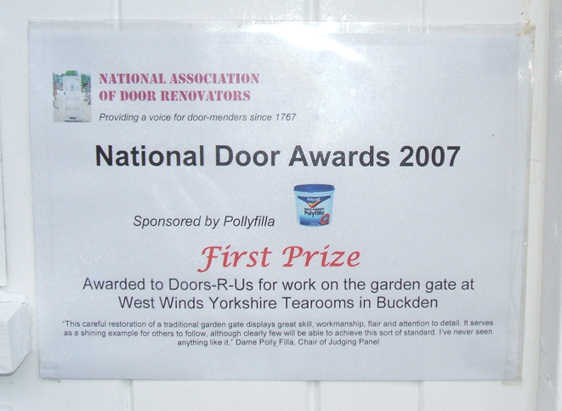 NATIONAL ASSOCIATION
OF DOOR RENOVATORS
Providing a voice for door-menders since 1767
National Door Awards 2007
Sponsored by Pollyfilla
Polyfilla
First Prize
Awarded to Doors-R-Us for work on the garden gate at
West Winds Yorkshire Tearooms in Buckden
"This careful restoration of a traditional garden gate displays great skill, workmanship, flair and attention to detail. It serves
as a shining example for others to follow, although clearly few will be able to achieve this sort of standard. I've never seen
anything like it." Dame Polly Filla, Chair of Judging Panel